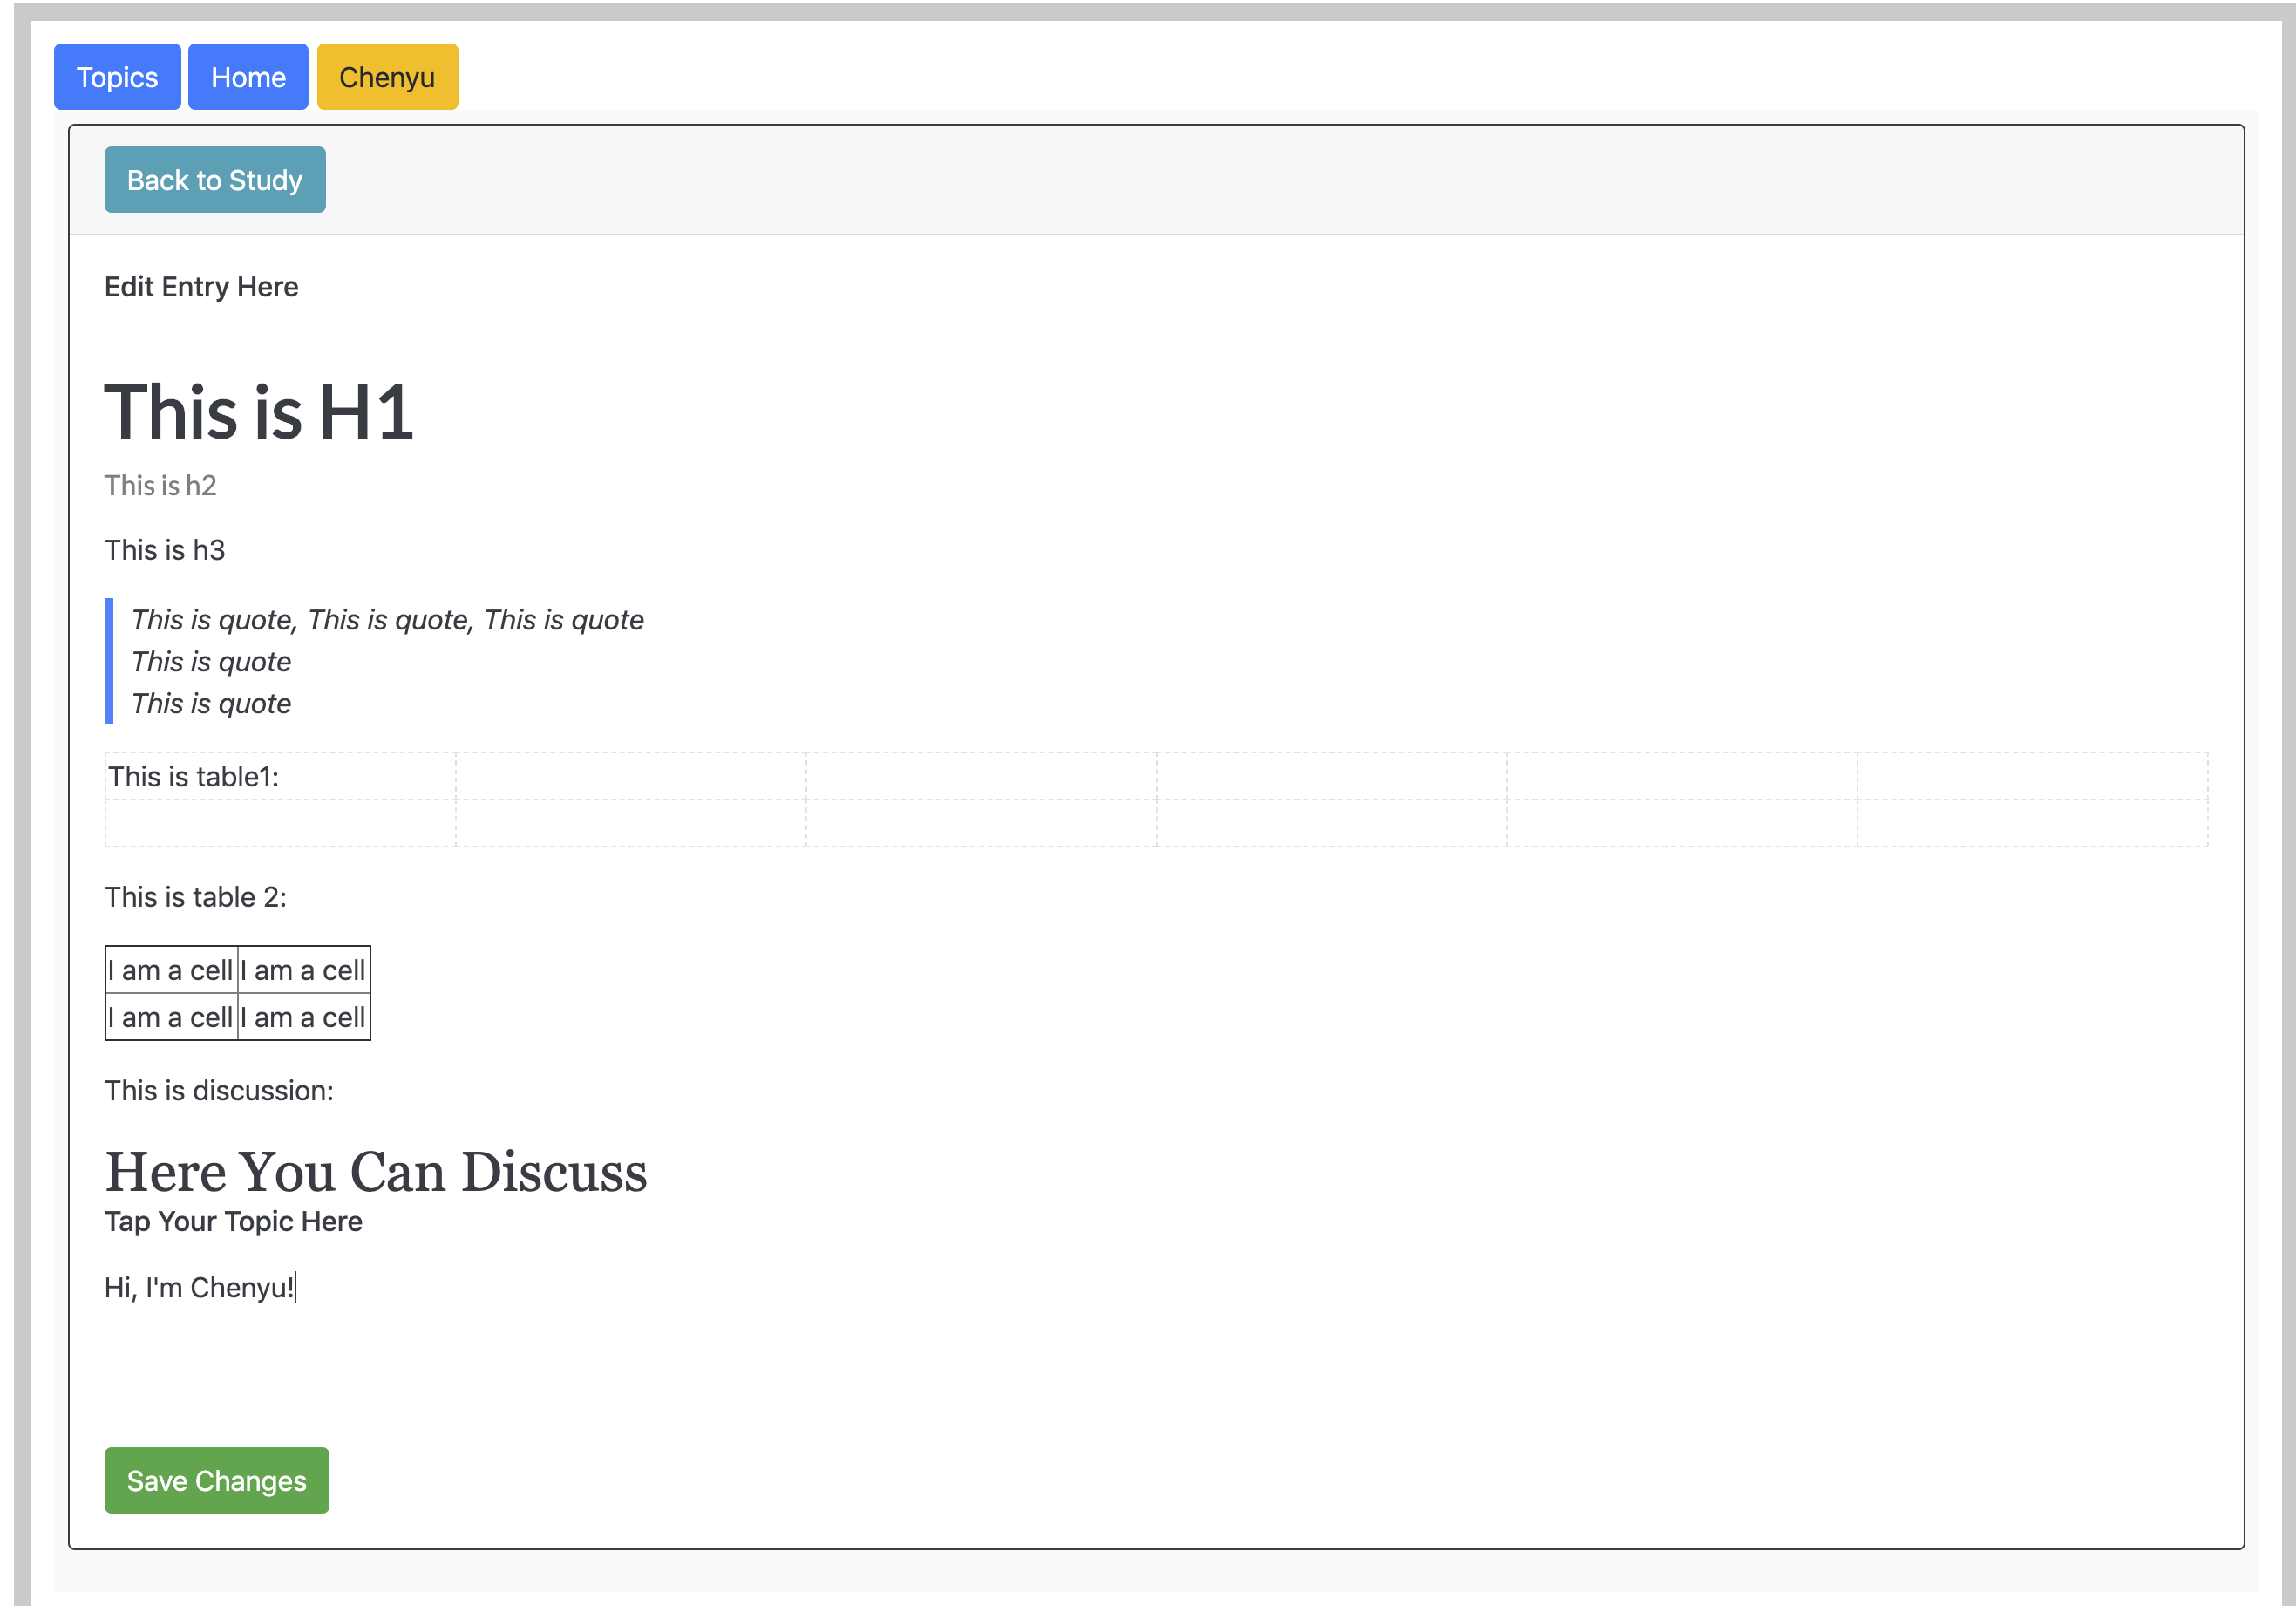 Topics Home Chenyu
Back to Study
Edit Entry Here
This is H1
This is h2
This is h3
This is quote, This is quote, This is quote
This is quote
This is quote
This is table1:
This is table 2:
I am a cell I am a cell
I am a cell I am a cell
This is discussion:
Here You Can Discuss
Tap Your Topic Here
Hi, I'm Chenyu!
Save Changes